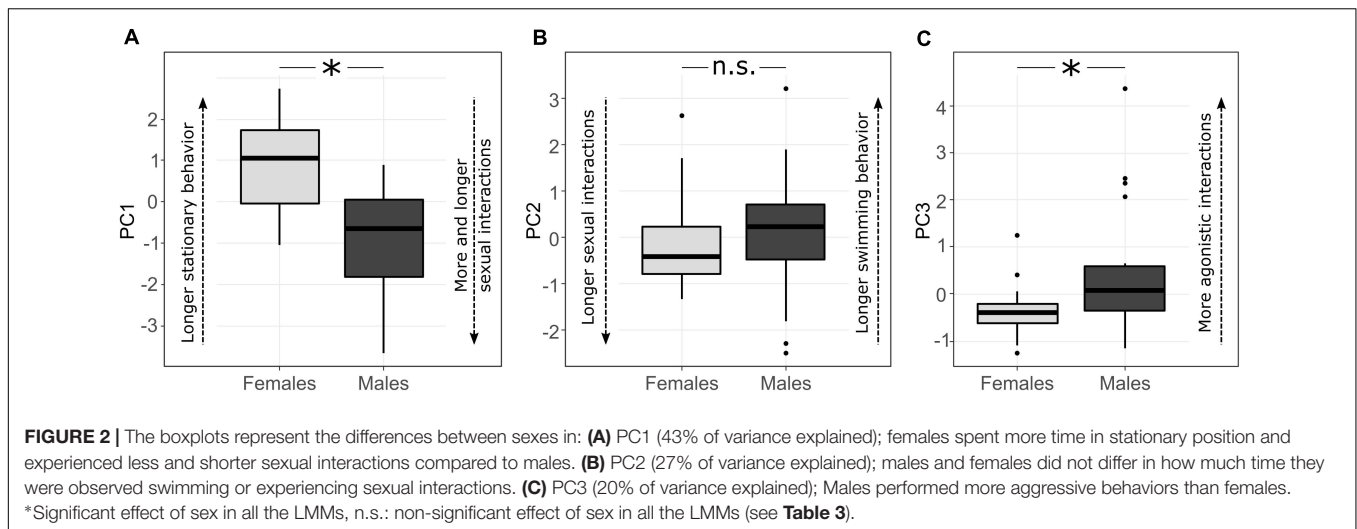 A
*
PC1
2
1
0
-1
-2
-3
Longer stationary behavior
More and longer
sexual interactions
Females
Males
B
n.s.
PC2
3
2
1
0
-1
-2
Longer sexual interactions
Longer swimming behavior
Females
Males
C
*
PC3
4
3
2
1
0
-1
More agonistic interactions
Females
Males
FIGURE 2 | The boxplots represent the differences between sexes in: (A) PC1 (43% of variance explained); females spent more time in stationary position and
experienced less and shorter sexual interactions compared to males. (B) PC2 (27% of variance explained); males and females did not differ in how much time they
were observed swimming or experiencing sexual interactions. (C) PC3 (20% of variance explained); Males performed more aggressive behaviors than females.
*Significant effect of sex in all the LMMs, n.s.: non-significant effect of sex in all the LMMs (see Table 3).